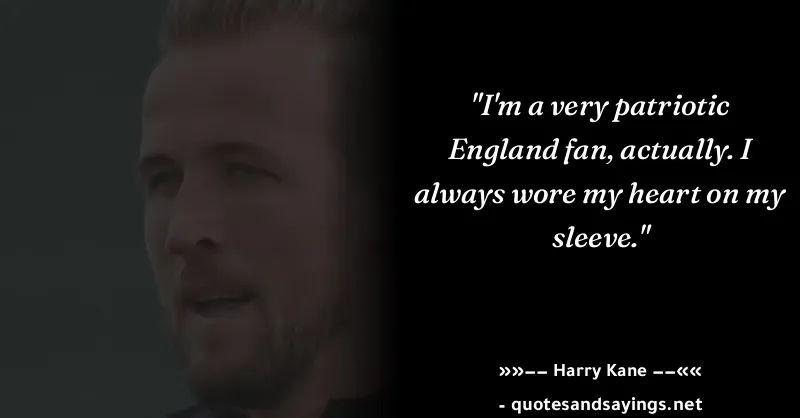 "I'm a very patriotic
England fan, actually. I
always wore my heart on my
sleeve."
»»−− Harry Kane −−««
- quotesandsayings.net